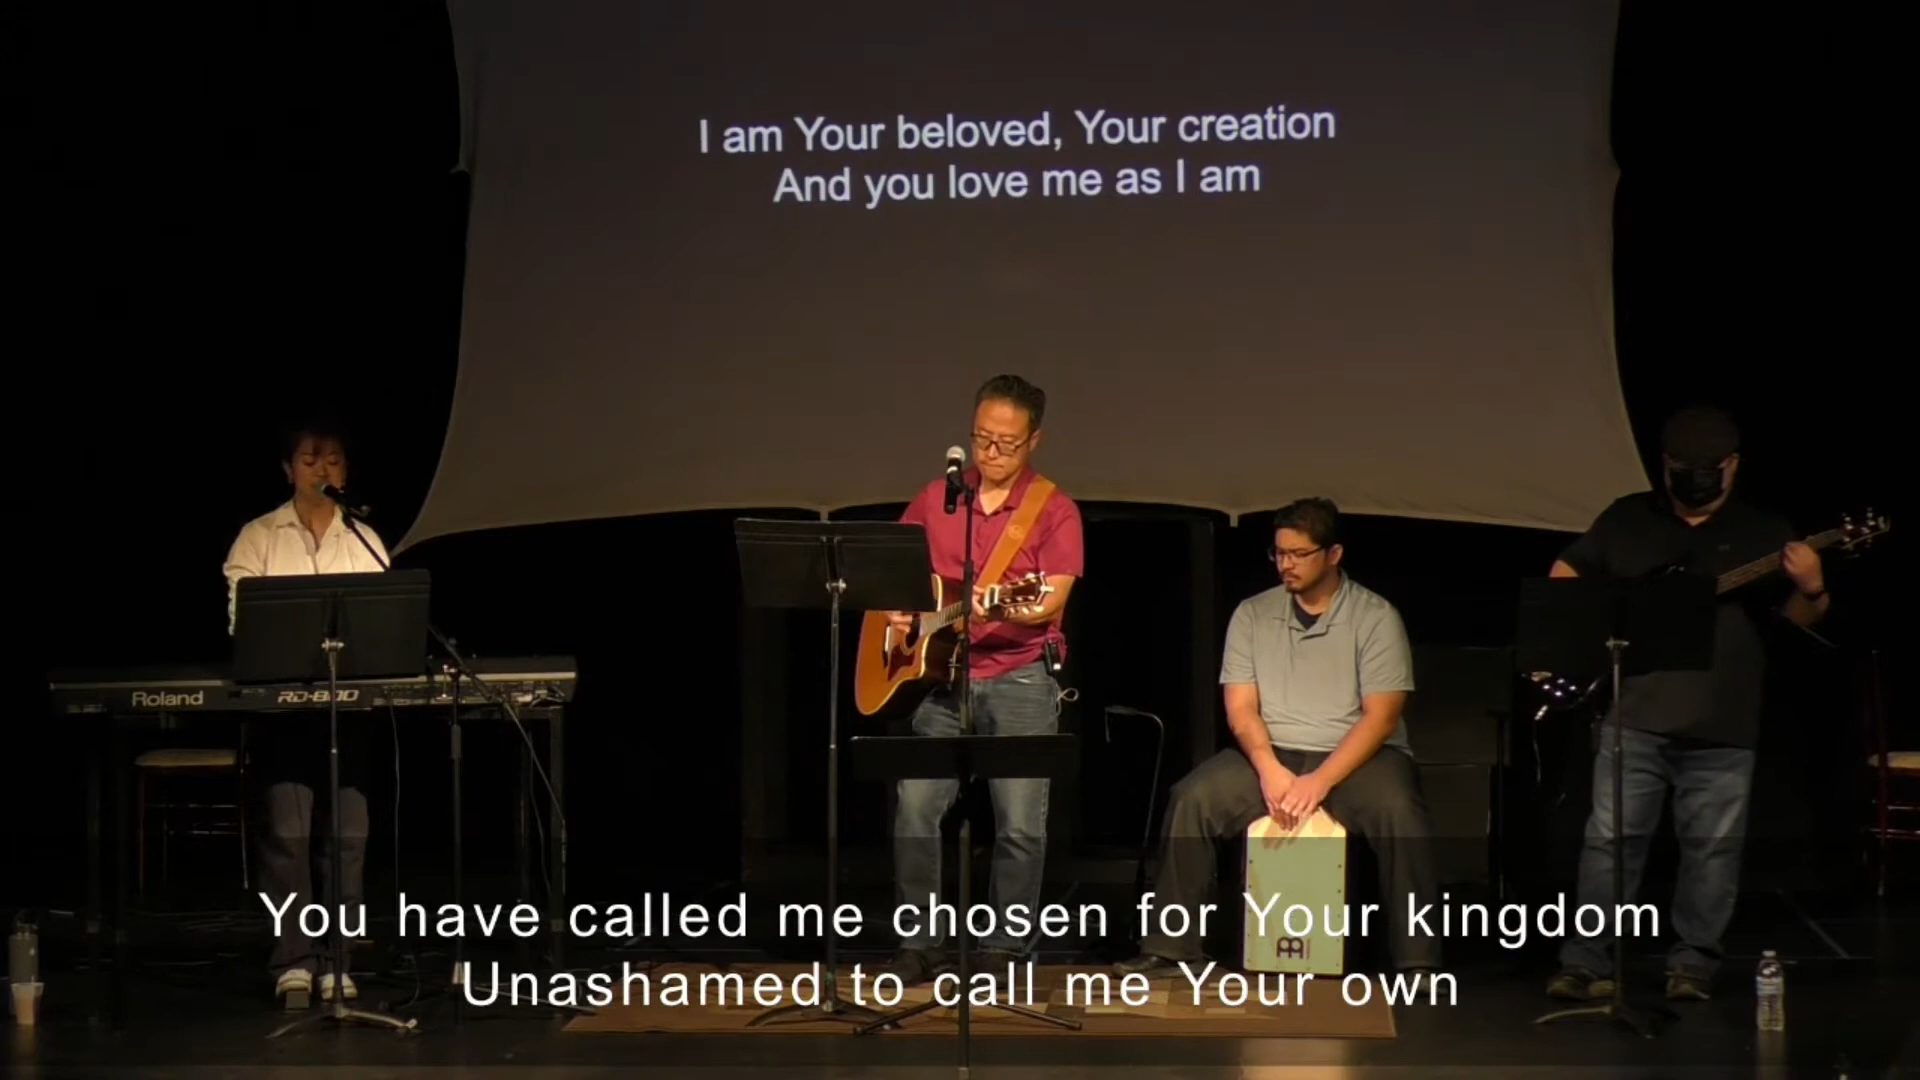 I am Your beloved, Your creation
And you love me as I am
Roland
RD-800
You have called me chosen for Your kingdom
Unashamed to call me Your own